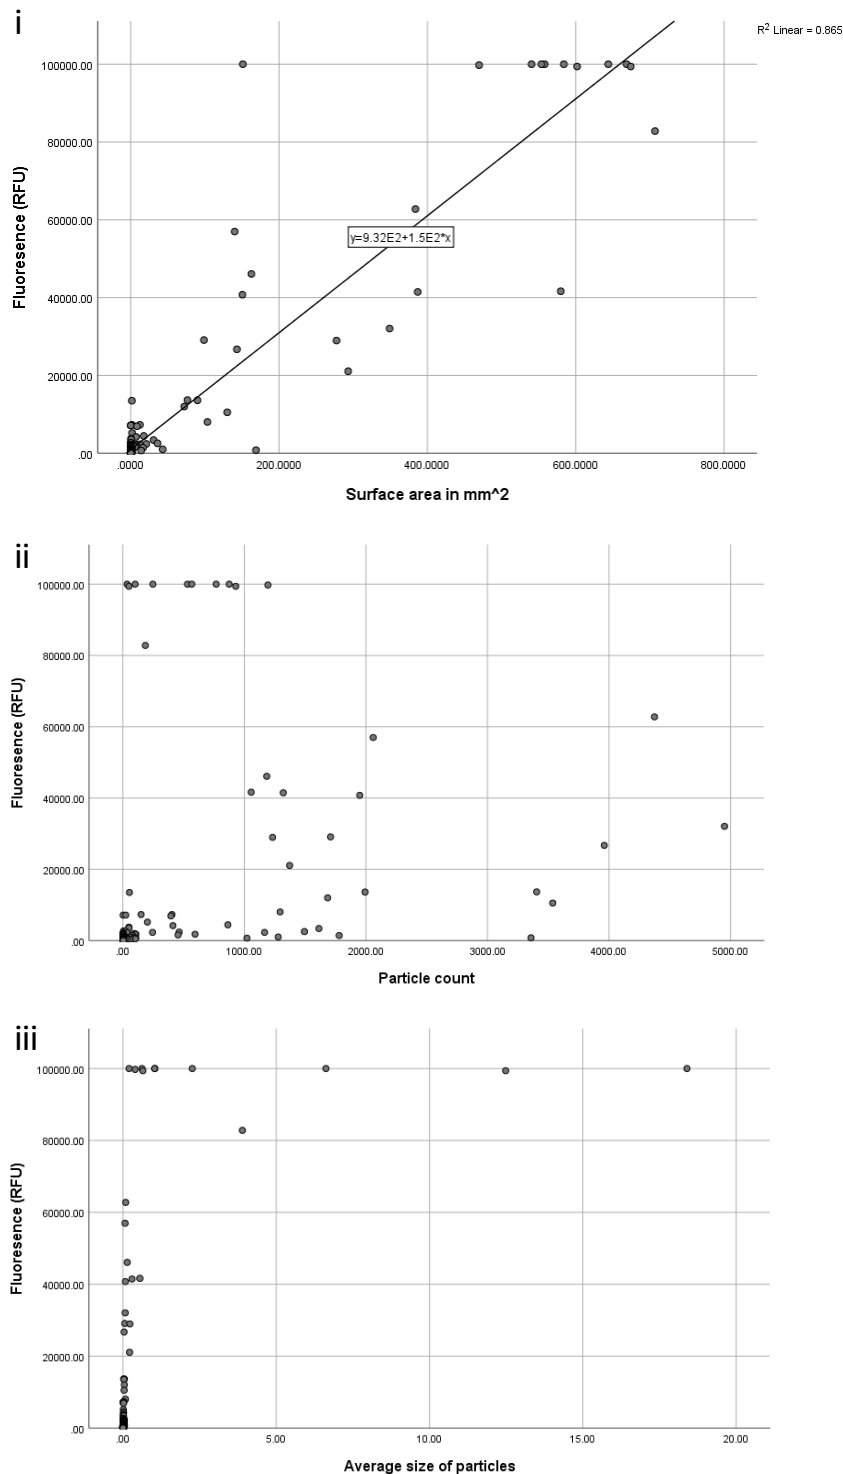 i
R² Linear = 0.865
Fluoresence (RFU)
100000.00
80000.00
60000.00
40000.00
20000.00
.00
y=9.32E2+1.5E2*x
.0000 200.0000 400.0000 600.0000 800.0000
Surface area in mm^2
ii
Fluoresence (RFU)
100000.00
80000.00
60000.00
40000.00
20000.00
.00
.00 1000.00 2000.00 3000.00 4000.00 5000.00
Particle count
iii
Fluoresence (RFU)
100000.00
80000.00
60000.00
40000.00
20000.00
.00
.00 5.00 10.00 15.00 20.00
Average size of particles